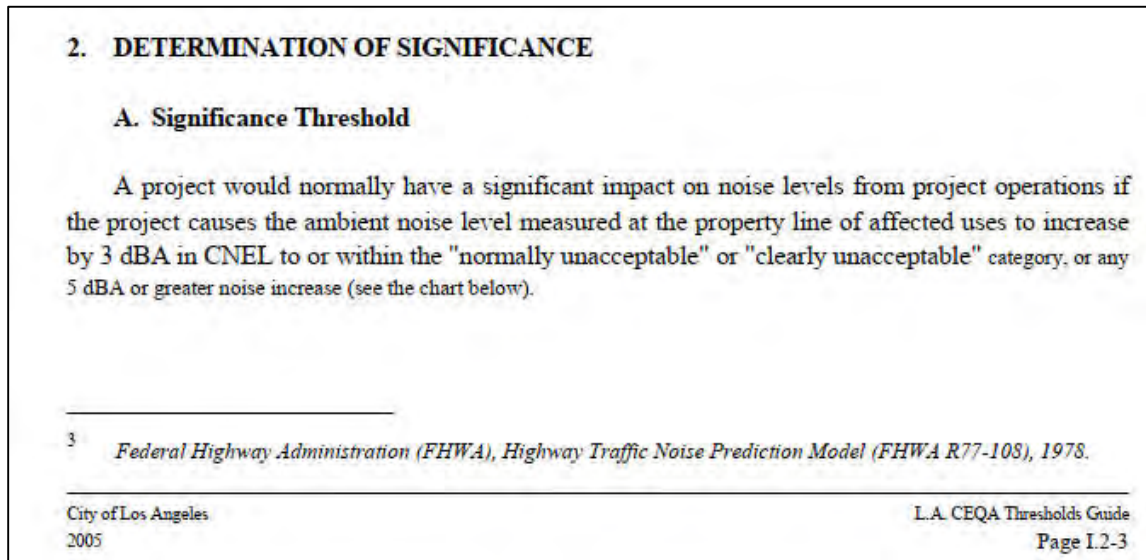 2. DETERMINATION OF SIGNIFICANCE
A. Significance Threshold
A project would normally have a significant impact on noise levels from project operations if
the project causes the ambient noise level measured at the property line of affected uses to increase
by 3 dBA in CNEL to or within the "normally unacceptable" or "clearly unacceptable" category, or any
5 dBA or greater noise increase (see the chart below).
3 Federal Highway Administration (FHWA), Highway Traffic Noise Prediction Model (FHWA R77-108), 1978.
City of Los Angeles L.A. CEQA Thresholds Guide
2005 Page I.2-3